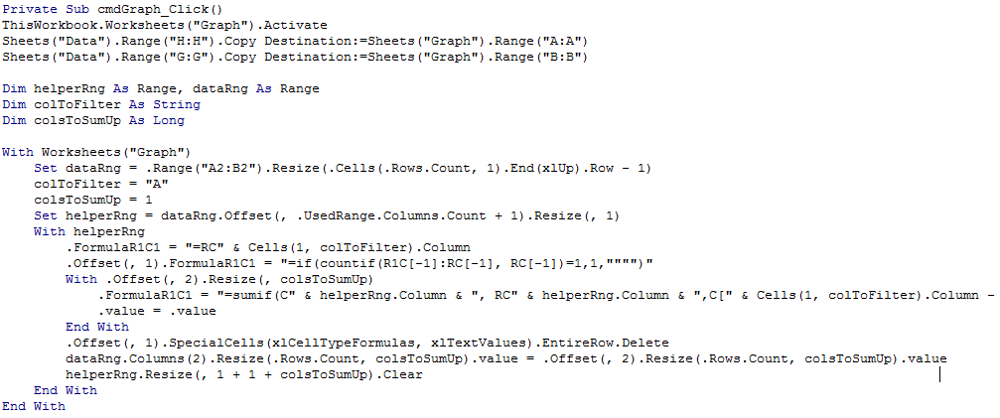 Private Sub cmdGraph_Click()
ThisWorkbook.Worksheets("Graph").Activate
Sheets("Data").Range("H:H").Copy Destination:=Sheets("Graph").Range("A:A")
Sheets("Data").Range("G:G").Copy Destination:=Sheets("Graph").Range("B:B")
Dim helperRng As Range, dataRng As Range
Dim colToFilter As String
Dim colsToSumUp As Long
With Worksheets("Graph")
    Set dataRng = .Range("A2:B2").Resize(.Cells(.Rows.Count, 1).End(xlUp).Row - 1)
    colToFilter = "A"
    colsToSumUp = 1
    Set helperRng = dataRng.Offset(, .UsedRange.Columns.Count + 1).Resize(, 1)
    With helperRng
        .FormulaR1C1 = "=RC" & Cells(1, colToFilter).Column
        .Offset(, 1).FormulaR1C1 = "=if(countif(R1C[-1]:RC[-1], RC[-1])=1,1,"""")"
        With .Offset(, 2).Resize(, colsToSumUp)
            .FormulaR1C1 = "=sumif(C" & helperRng.Column & ", RC" & helperRng.Column & ",C[" & Cells(1, colToFilter).Column -
            .value = .value
        End With
        .Offset(, 1).SpecialCells(xlCellTypeFormulas, xlTextValues).EntireRow.Delete
        dataRng.Columns(2).Resize(.Rows.Count, colsToSumUp).value = .Offset(, 2).Resize(.Rows.Count, colsToSumUp).value
        helperRng.Resize(, 1 + 1 + colsToSumUp).Clear
    End With
End With